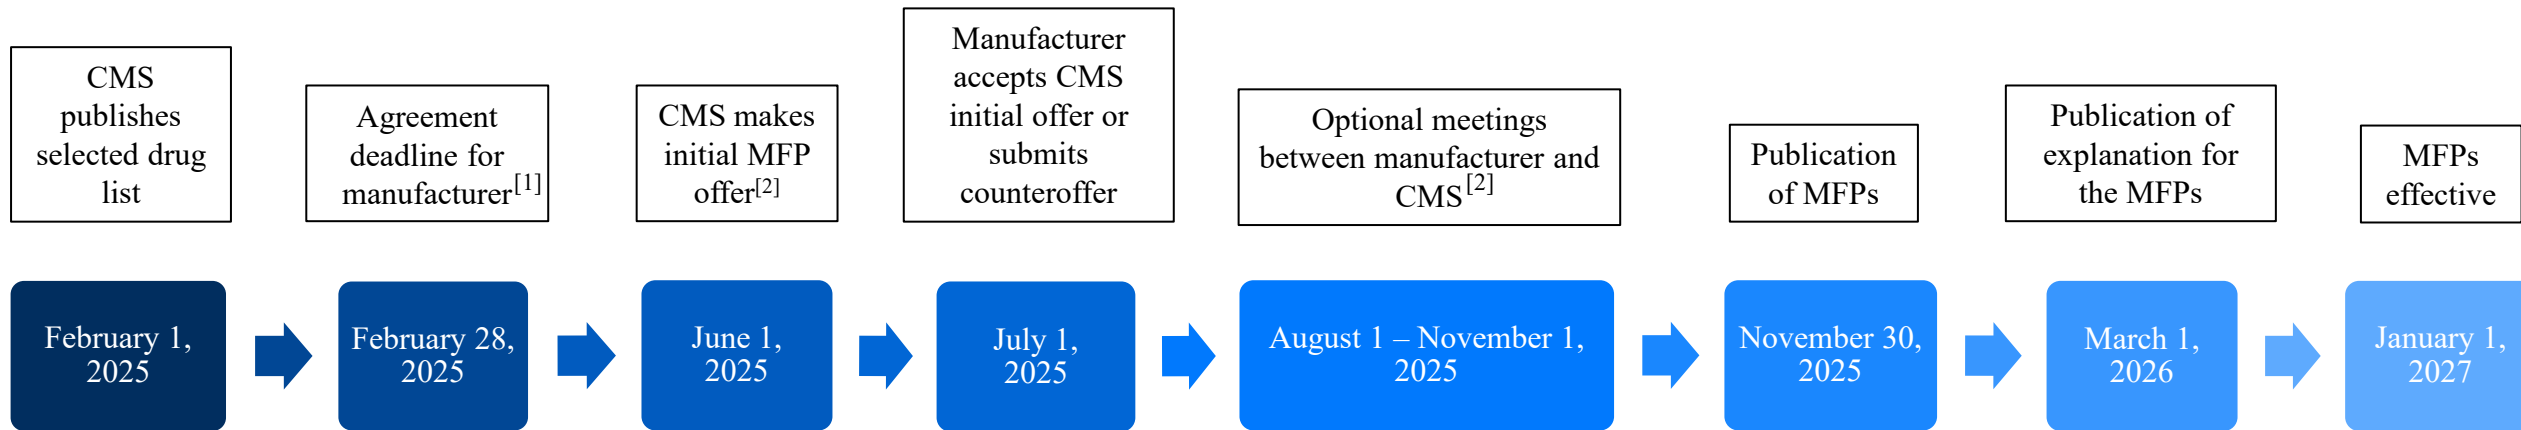 CMS
publishes
selected drug
list
Agreement
deadline for
manufacturer[1]
CMS makes
initial MFP
offer[2]
Manufacturer
accepts CMS
initial offer or
submits
counteroffer
Optional meetings
between manufacturer and
CMS[2]
Publication
of MFPs
Publication of
explanation for
the MFPs
MFPs
effective
February 1,
2025
February 28,
2025
June 1,
2025
July 1,
2025
August 1 – November 1,
2025
November 30,
2025
March 1,
2026
January 1,
2027